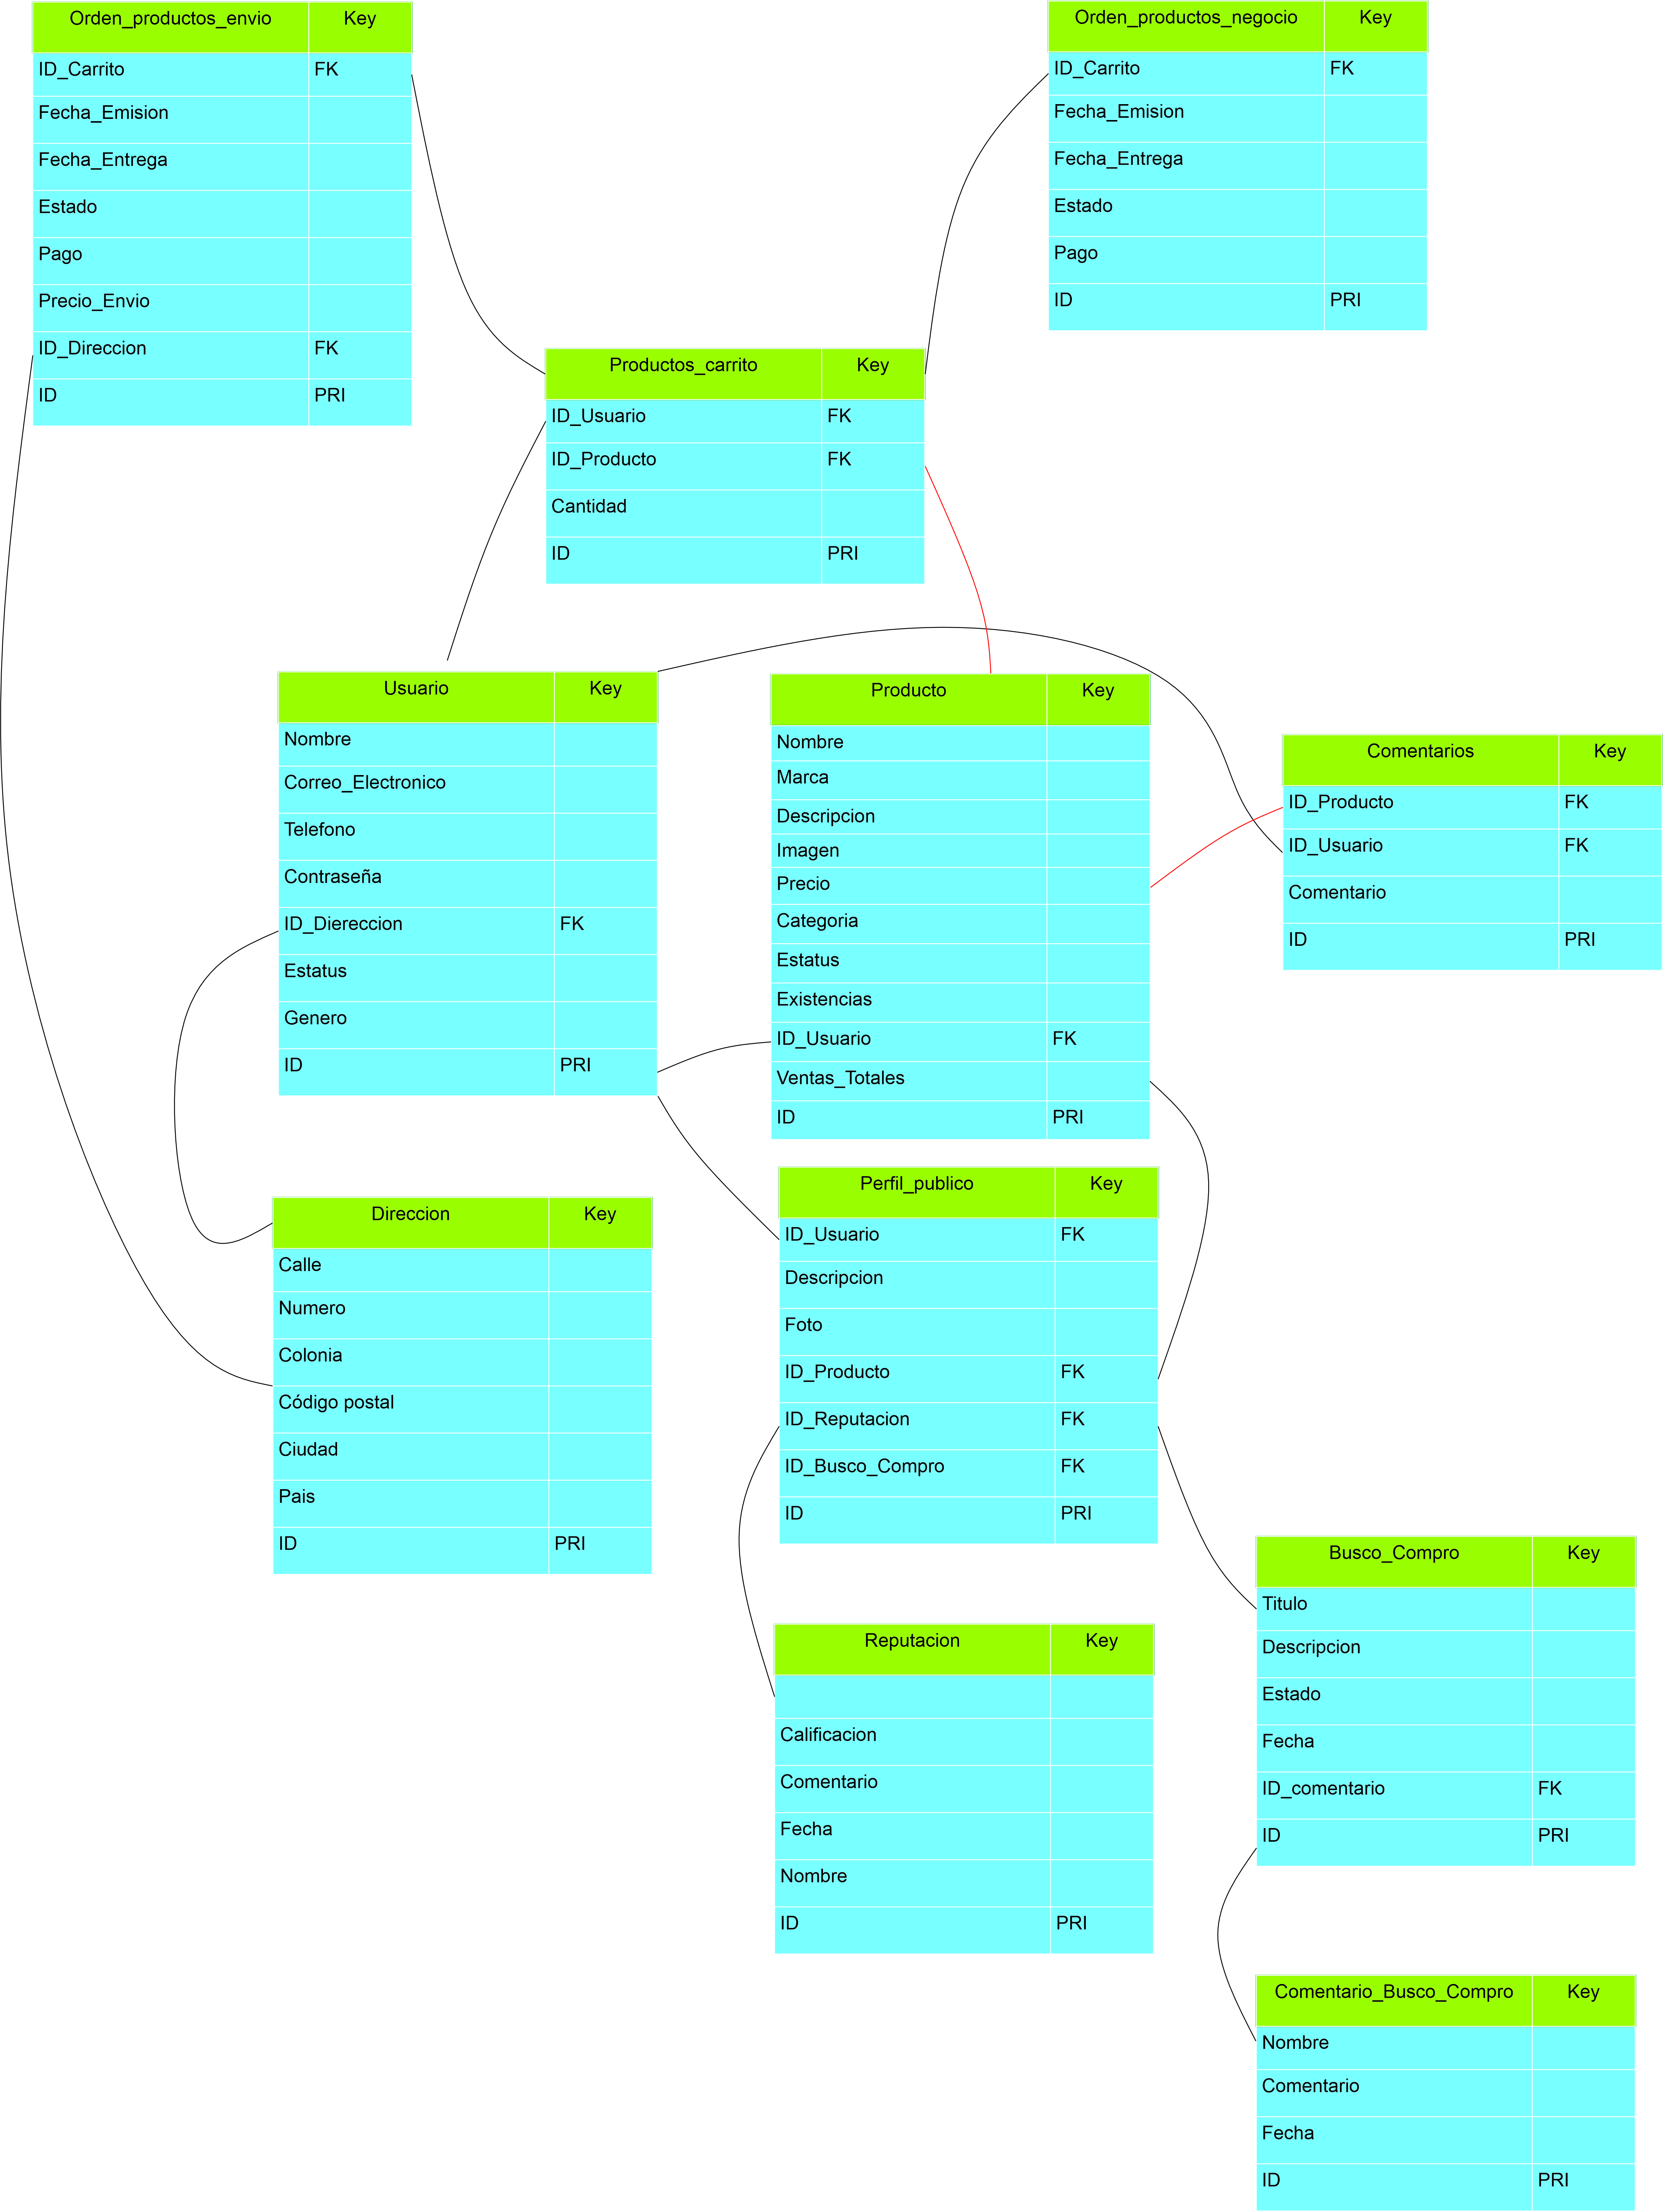 Orden_productos_envio Key
ID_Carrito FK
Fecha_Emision
Fecha_Entrega
Estado
Pago
Precio_Envio
ID_Direccion FK
ID PRI
Orden_productos_negocio Key
ID_Carrito FK
Fecha_Emision
Fecha_Entrega
Estado
Pago
ID PRI
Productos_carrito Key
ID_Usuario FK
ID_Producto FK
Cantidad
ID PRI
Usuario Key
Nombre
Correo_Electronico
Telefono
Contraseña
ID_Diereccion FK
Estatus
Genero
ID PRI
Producto Key
Nombre
Marca
Descripcion
Imagen
Precio
Categoria
Estatus
Existencias
ID_Usuario FK
Ventas_Totales
ID PRI
Comentarios Key
ID_Producto FK
ID_Usuario FK
Comentario
ID PRI
Direccion Key
Calle
Numero
Colonia
Código postal
Ciudad
Pais
ID PRI
Perfil_publico Key
ID_Usuario FK
Descripcion
Foto
ID_Producto FK
ID_Reputacion FK
ID_Busco_Compro FK
ID PRI
Reputacion Key
Calificacion
Comentario
Fecha
Nombre
ID PRI
Busco_Compro Key
Titulo
Descripcion
Estado
Fecha
ID_comentario FK
ID PRI
Comentario_Busco_Compro Key
Nombre
Comentario
Fecha
ID PRI